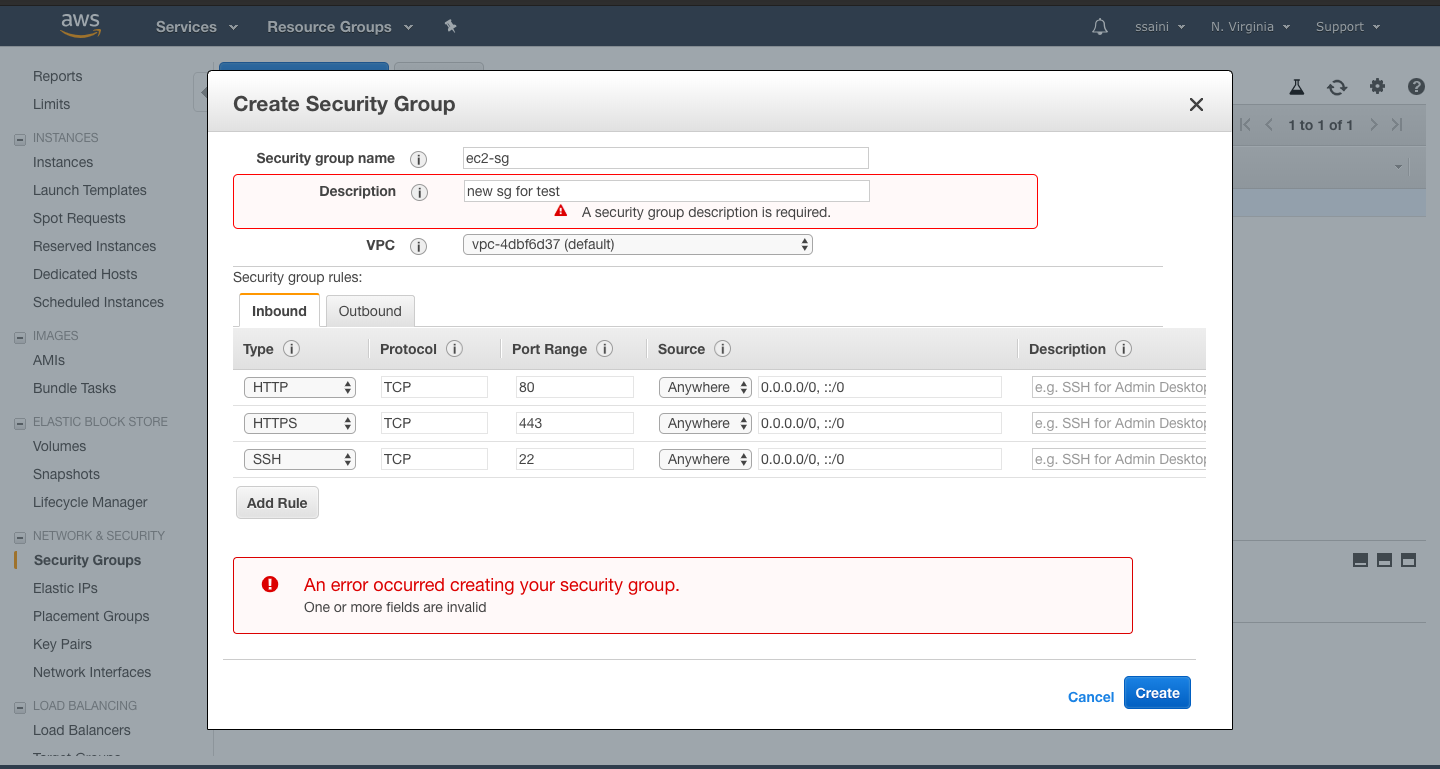 aws Services Resource Groups ssaini N. Virginia Support
Reports
Limits
INSTANCES
Instances
Launch Templates
Spot Requests
Reserved Instances
Dedicated Hosts
Scheduled Instances
IMAGES
AMIs
Bundle Tasks
ELASTIC BLOCK STORE
Volumes
Snapshots
Lifecycle Manager
NETWORK & SECURITY
Security Groups
Elastic IPs
Placement Groups
Key Pairs
Network Interfaces
LOAD BALANCING
Load Balancers
1 to 1 of 1
Create Security Group
Security group name ec2-sg
Description new sg for test
A security group description is required.
VPC vpc-4dbf6d37 (default)
Security group rules:
Inbound Outbound
Type Protocol Port Range Source Description
HTTP TCP 80 Anywhere 0.0.0.0/0, ::/0 e.g. SSH for Admin Desktop
HTTPS TCP 443 Anywhere 0.0.0.0/0, ::/0 e.g. SSH for Admin Desktop
SSH TCP 22 Anywhere 0.0.0.0/0, ::/0 e.g. SSH for Admin Desktop
Add Rule
An error occurred creating your security group.
One or more fields are invalid
Cancel Create